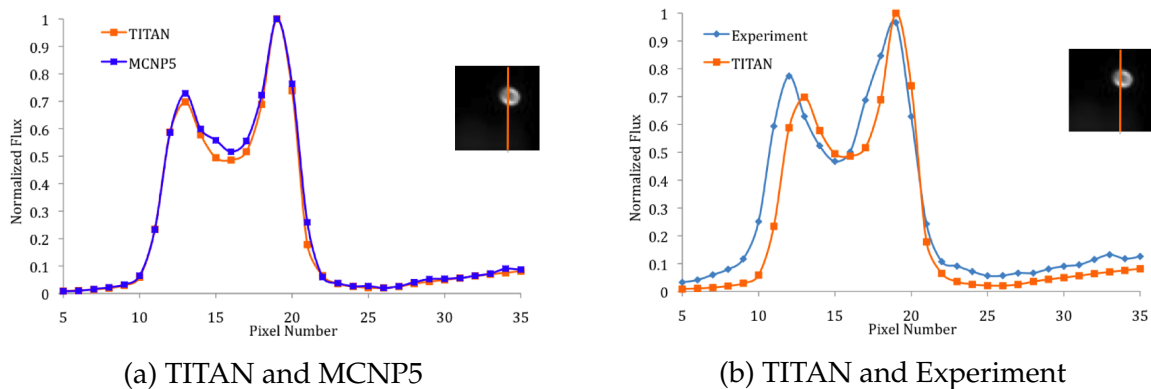 1
0.9
0.8
0.7
0.6
0.5
0.4
0.3
0.2
0.1
0
Normalized Flux
TITAN
MCNP5
5 10 15 20 25 30 35
Pixel Number
(a) TITAN and MCNP5
1
0.9
0.8
0.7
0.6
0.5
0.4
0.3
0.2
0.1
0
Normalized Flux
Experiment
TITAN
5 10 15 20 25 30 35
Pixel Number
(b) TITAN and Experiment